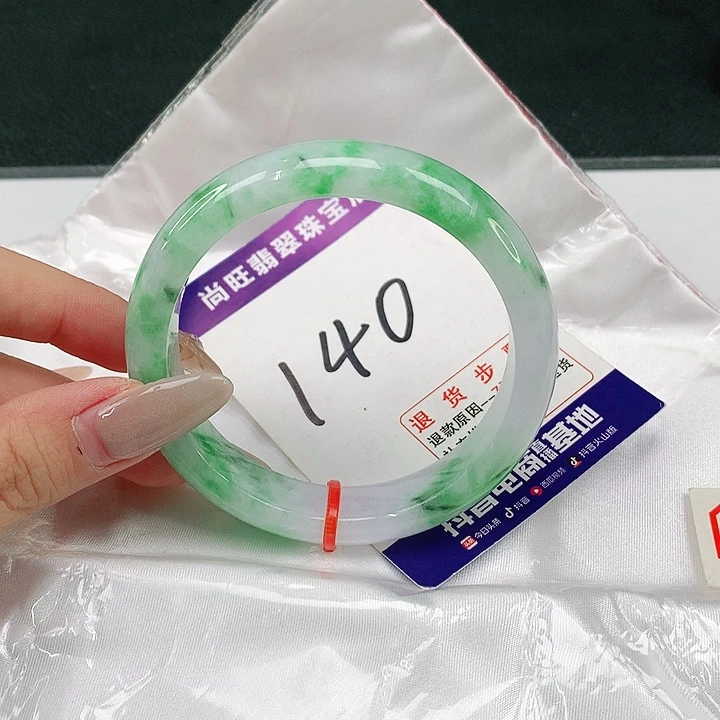 尚旺翡翠珠宝
140
退货步
退款原因--7
抖音电商直播基地
今日头条 抖音 西瓜视频 抖音火山版